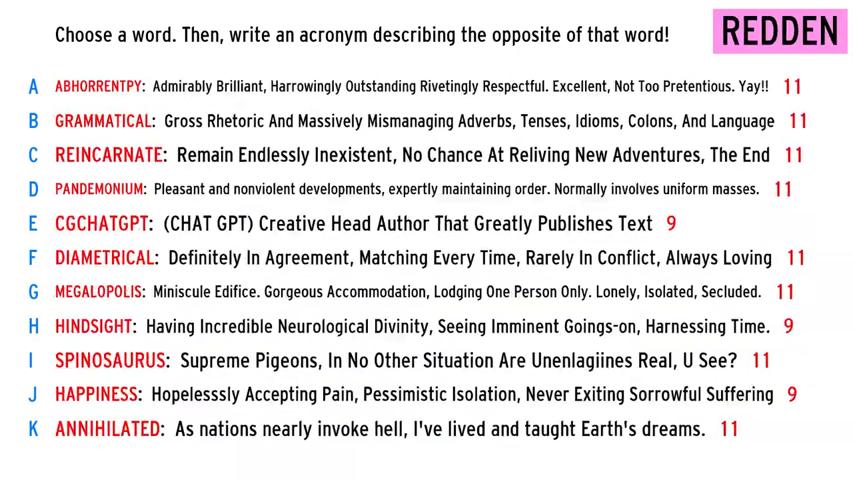 Choose a word. Then, write an acronym describing the opposite of that word!
REDDEN
A ABHORRENTPY: Admirably Brilliant, Harrowingly Outstanding Rivetingly Respectful. Excellent, Not Too Pretentious. Yay!! 11
B GRAMMATICAL: Gross Rhetoric And Massively Mismanaging Adverbs, Tenses, Idioms, Colons, And Language 11
C REINCARNATE: Remain Endlessly Inexistent, No Chance At Reliving New Adventures, The End 11
D PANDEMONIUM: Pleasant and nonviolent developments, expertly maintaining order. Normally involves uniform masses. 11
E CGCHATGPT: (CHAT GPT) Creative Head Author That Greatly Publishes Text 9
F DIAMETRICAL: Definitely In Agreement, Matching Every Time, Rarely In Conflict, Always Loving 11
G MEGALOPOLIS: Miniscule Edifice. Gorgeous Accommodation, Lodging One Person Only. Lonely, Isolated, Secluded. 11
H HINDSIGHT: Having Incredible Neurological Divinity, Seeing Imminent Goings-on, Harnessing Time. 9
I SPINOSAURUS: Supreme Pigeons, In No Other Situation Are Unenlagiines Real, U See? 11
J HAPPINESS: Hopelesssly Accepting Pain, Pessimistic Isolation, Never Exiting Sorrowful Suffering 9
K ANNIHILATED: As nations nearly invoke hell, I've lived and taught Earth's dreams. 11